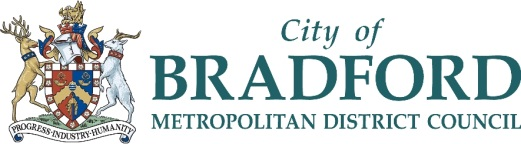 City of
BRADFORD
METROPOLITAN DISTRICT COUNCIL
PROGRESS·INDUSTRY·HUMANITY